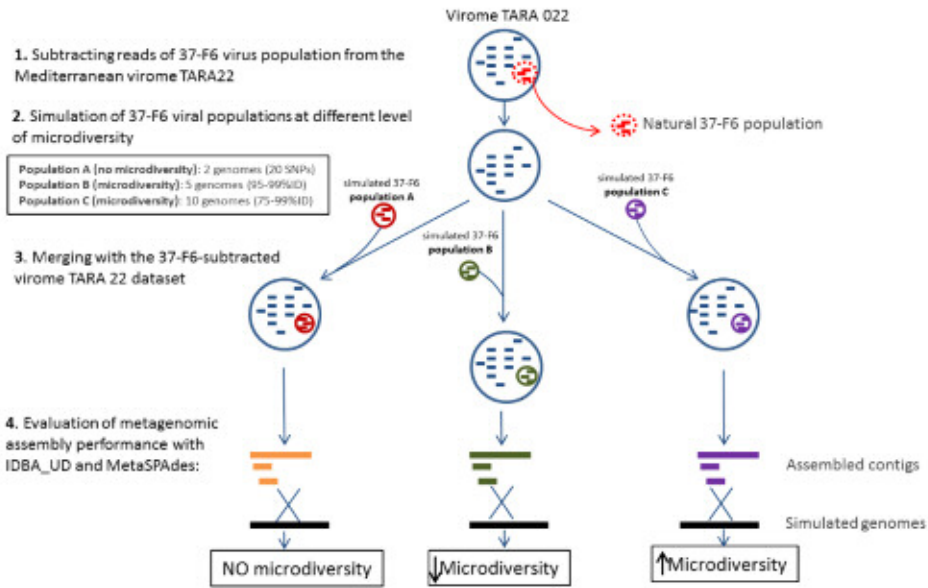 Virome TARA 022
1. Subtracting reads of 37-F6 virus population from the
Mediterranean virome TARA22
Natural 37-F6 population
2. Simulation of 37-F6 viral populations at different level
of microdiversity
Population A (no microdiversity): 2 genomes (20 SNPs)
Population B (microdiversity): 5 genomes (95-99%ID)
Population C (microdiversity): 10 genomes (75-99%ID)
simulated 37-F6
population A
simulated 37-F6
population B
simulated 37-F6
population C
3. Merging with the 37-F6-subtracted
virome TARA 22 dataset
4. Evaluation of metagenomic
assembly performance with
IDBA_UD and MetaSPAdes:
Assembled contigs
Simulated genomes
NO microdiversity
↓Microdiversity
↑Microdiversity